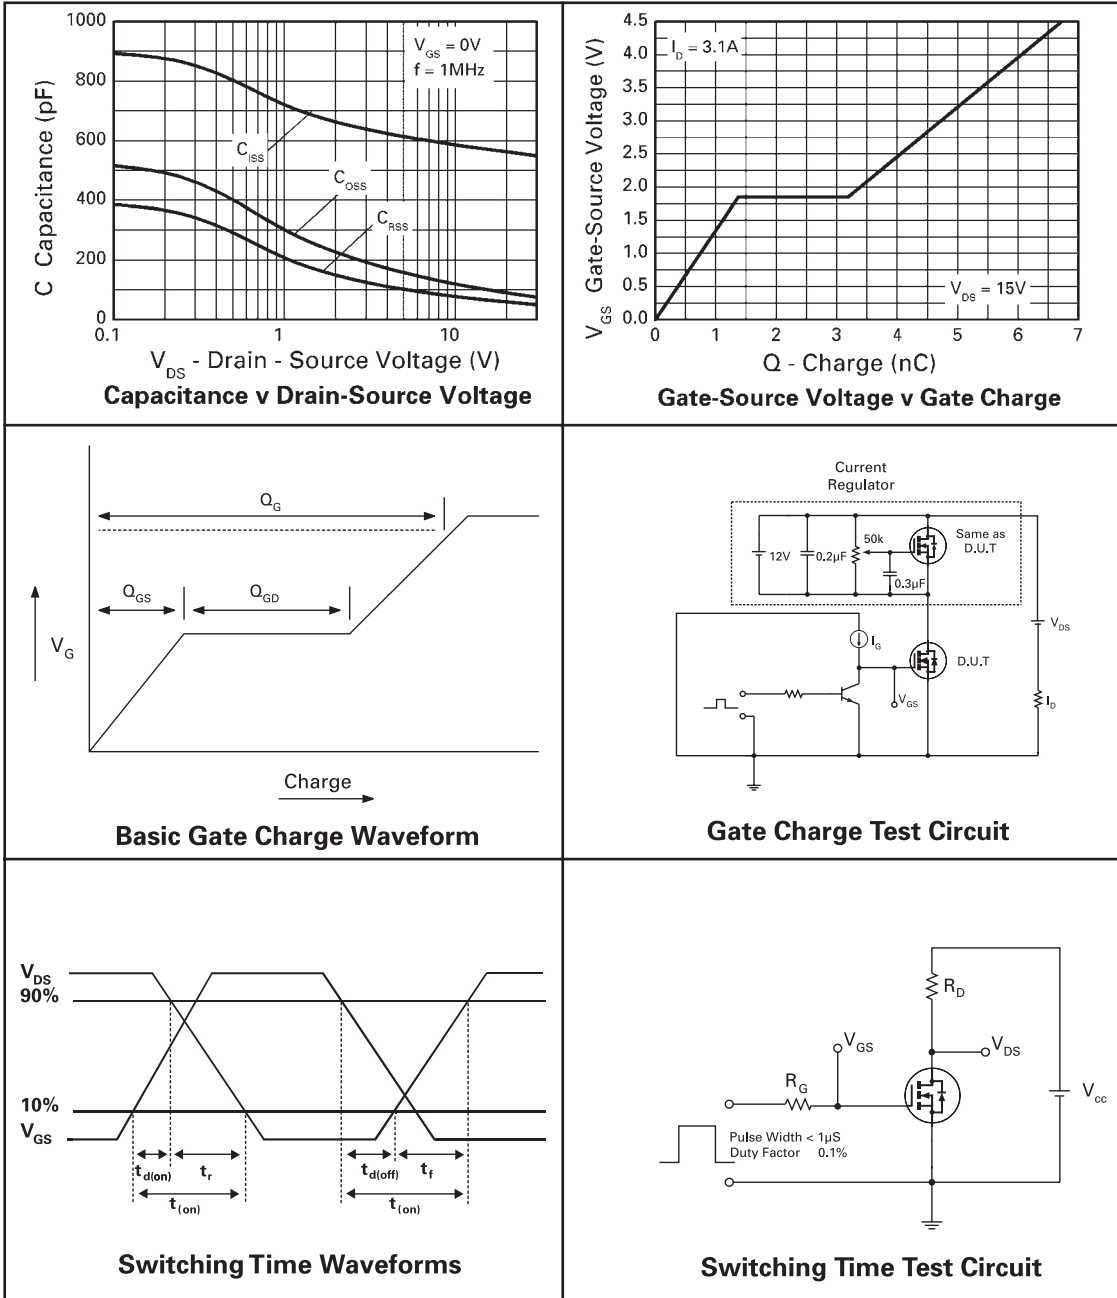 1000
800
600
400
200
0
C Capacitance (pF)
V_GS = 0V
f = 1MHz
C_ISS
C_OSS
C_RSS
0.1
1
10
V_DS - Drain - Source Voltage (V)
Capacitance v Drain-Source Voltage
4.5
4.0
3.5
3.0
2.5
2.0
1.5
1.0
0.5
0.0
V_GS Gate-Source Voltage (V)
I_D = 3.1A
V_DS = 15V
0 1 2 3 4 5 6 7
Q - Charge (nC)
Gate-Source Voltage v Gate Charge
Q_G
Q_GS
Q_GD
V_G
Charge
Basic Gate Charge Waveform
Current
Regulator
12V
0.2µF
50k
0.3µF
Same as
D.U.T
I_G
V_DS
D.U.T
V_GS
I_D
Gate Charge Test Circuit
V_DS
90%
10%
V_GS
t_d(on)
t_r
t_d(off)
t_f
t_(on)
t_(on)
Switching Time Waveforms
R_D
V_GS
V_DS
R_G
V_cc
Pulse Width < 1µS
Duty Factor 0.1%
Switching Time Test Circuit